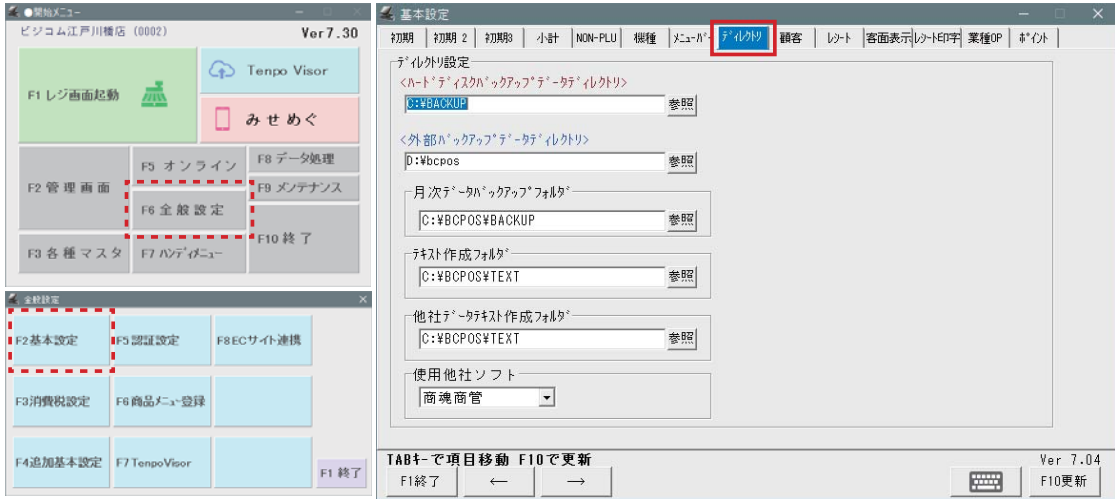 ●開始メニュー
ビジコム江戸川橋店 (0002)
Ver7.30
F1 レジ画面起動
Tenpo Visor
みせめぐ
F2 管理画面
F5 オンライン
F8 データ処理
F6 全般設定
F9 メンテナンス
F3 各種マスタ
F7 ハンディメニュー
F10 終了
全般設定
F2基本設定
F5 認証設定
F8ECサイト連携
F3消費税設定
F6 商品メニュー登録
F4追加基本設定
F7 TenpoVisor
F1 終了
基本設定
初期
初期 2
初期3
小計
NON-PLU
機種
メニューバー
ディレクトリ
顧客
レシート
客面表示
レシート印字
業種OP
ポイント
ディレクトリ設定
<ハードディスクバックアップデータディレクトリ>
C:¥BACKUP
参照
<外部バックアップデータディレクトリ>
D:¥bcpos
参照
月次データバックアップフォルダ
C:¥BCPOS¥BACKUP
参照
テキスト作成フォルダ
C:¥BCPOS¥TEXT
参照
他社データテキスト作成フォルダ
C:¥BCPOS¥TEXT
参照
使用他社ソフト
商魂商管
TABキーで項目移動 F10で更新
Ver 7.04
F1終了
←
→
F10更新